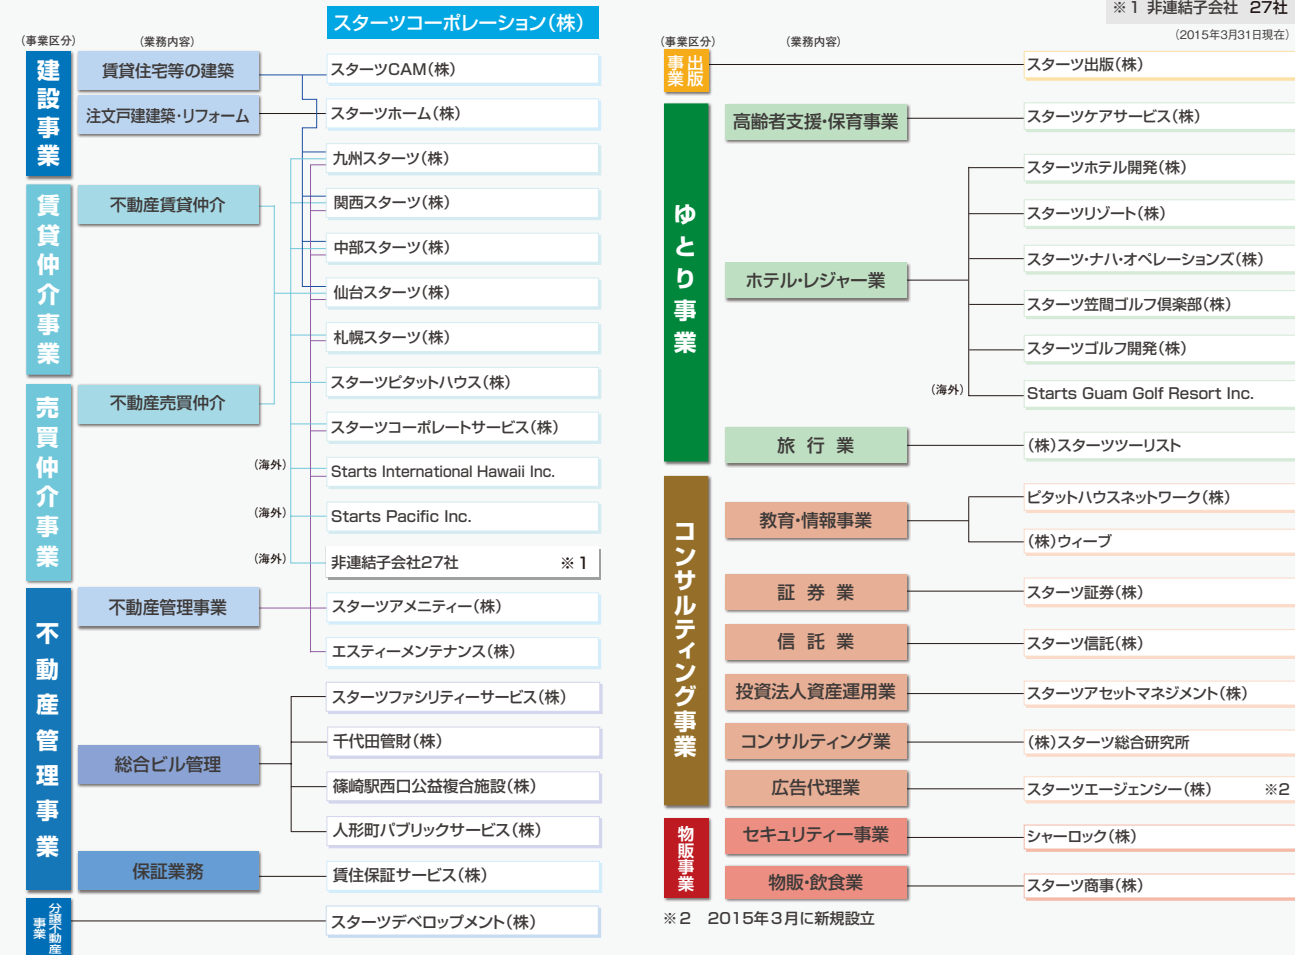 スターツコーポレーション(株)
(事業区分)
(業務内容)
建設事業
賃貸住宅等の建築
スターツCAM(株)
注文戸建建築・リフォーム
スターツホーム(株)
九州スターツ(株)
賃貸仲介事業
不動産賃貸仲介
関西スターツ(株)
中部スターツ(株)
仙台スターツ(株)
札幌スターツ(株)
売買仲介事業
不動産売買仲介
スターツピタットハウス(株)
スターツコーポレートサービス(株)
(海外)
Starts International Hawaii Inc.
(海外)
Starts Pacific Inc.
(海外)
非連結子会社27社 ※1
不動産管理事業
不動産管理事業
スターツアメニティー(株)
エスティーメンテナンス(株)
総合ビル管理
スターツファシリティーサービス(株)
千代田管財(株)
篠崎駅西口公益複合施設(株)
人形町パブリックサービス(株)
保証業務
賃住保証サービス(株)
分譲不動産
事業
スターツデベロップメント(株)
※1 非連結子会社 27社
(2015年3月31日現在)
(事業区分)
(業務内容)
出版
事業
スターツ出版(株)
ゆとり事業
高齢者支援・保育事業
スターツケアサービス(株)
ホテル・レジャー業
スターツホテル開発(株)
スターツリゾート(株)
スターツ・ナハ・オペレーションズ(株)
スターツ笠間ゴルフ倶楽部(株)
スターツゴルフ開発(株)
(海外)
Starts Guam Golf Resort Inc.
旅行業
(株)スターツツーリスト
コンサルティング事業
教育・情報事業
ピタットハウスネットワーク(株)
(株)ウィーブ
証券業
スターツ証券(株)
信託業
スターツ信託(株)
投資法人資産運用業
スターツアセットマネジメント(株)
コンサルティング業
(株)スターツ総合研究所
広告代理業
スターツエージェンシー(株) ※2
物販事業
セキュリティー事業
シャーロック(株)
物販・飲食業
スターツ商事(株)
※2 2015年3月に新規設立